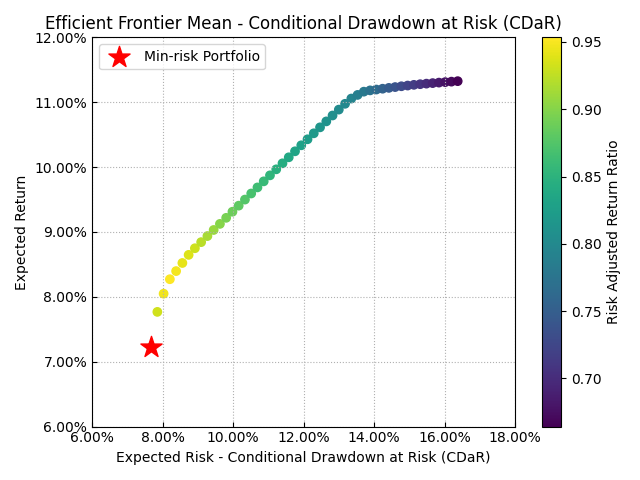 Efficient Frontier Mean - Conditional Drawdown at Risk (CDaR)
Min-risk Portfolio
12.00%
11.00%
10.00%
9.00%
8.00%
7.00%
6.00%
Expected Return
6.00% 8.00% 10.00% 12.00% 14.00% 16.00% 18.00%
Expected Risk - Conditional Drawdown at Risk (CDaR)
0.95
0.90
0.85
0.80
0.75
0.70
Risk Adjusted Return Ratio